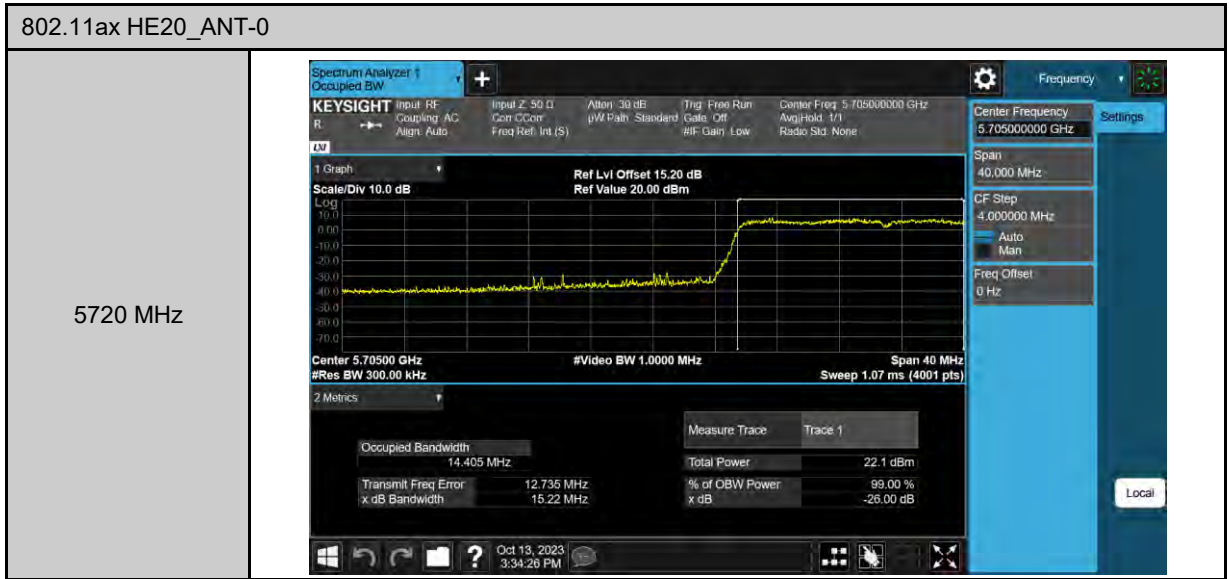 802.11ax HE20_ANT-0
5720 MHz
Spectrum Analyzer 1
Occupied BW
Frequency
KEYSIGHT Input: RF Input Z: 50 Ω Atten: 30 dB Trig: Free Run Center Freq: 5.705000000 GHz
R Coupling: AC Corr CCorr µW Path: Standard Gate: Off Avg|Hold: 1/1
Align: Auto Freq Ref: Int (S) #IF Gain: Low Radio Std: None
LXI
Center Frequency
5.705000000 GHz
Settings
Span
40.000 MHz
CF Step
4.000000 MHz
Auto
Man
Freq Offset
0 Hz
1 Graph
Ref Lvl Offset 15.20 dB
Scale/Div 10.0 dB Ref Value 20.00 dBm
Log
10.0
0.00
-10.0
-20.0
-30.0
-40.0
-50.0
-60.0
-70.0
Center 5.70500 GHz #Video BW 1.0000 MHz Span 40 MHz
#Res BW 300.00 kHz Sweep 1.07 ms (4001 pts)
2 Metrics
Measure Trace Trace 1
Occupied Bandwidth
14.405 MHz Total Power 22.1 dBm
Transmit Freq Error 12.735 MHz % of OBW Power 99.00 %
x dB Bandwidth 15.22 MHz x dB -26.00 dB
Local
? Oct 13, 2023
3:34:26 PM